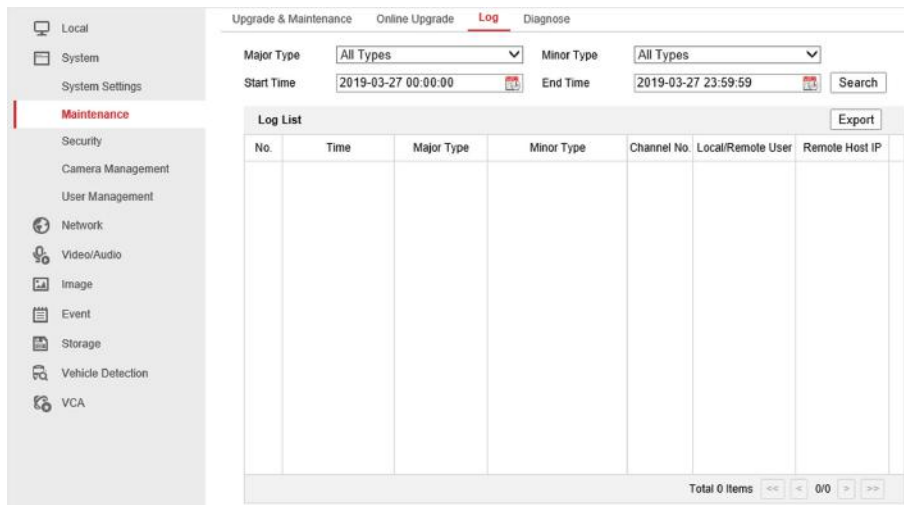 Local
System
System Settings
Maintenance
Security
Camera Management
User Management
Network
Video/Audio
Image
Event
Storage
Vehicle Detection
VCA
Upgrade & Maintenance Online Upgrade Log Diagnose
Major Type All Types Minor Type All Types
Start Time 2019-03-27 00:00:00 End Time 2019-03-27 23:59:59 Search
Log List Export
No. Time Major Type Minor Type Channel No. Local/Remote User Remote Host IP
Total 0 Items << < 0/0 > >>